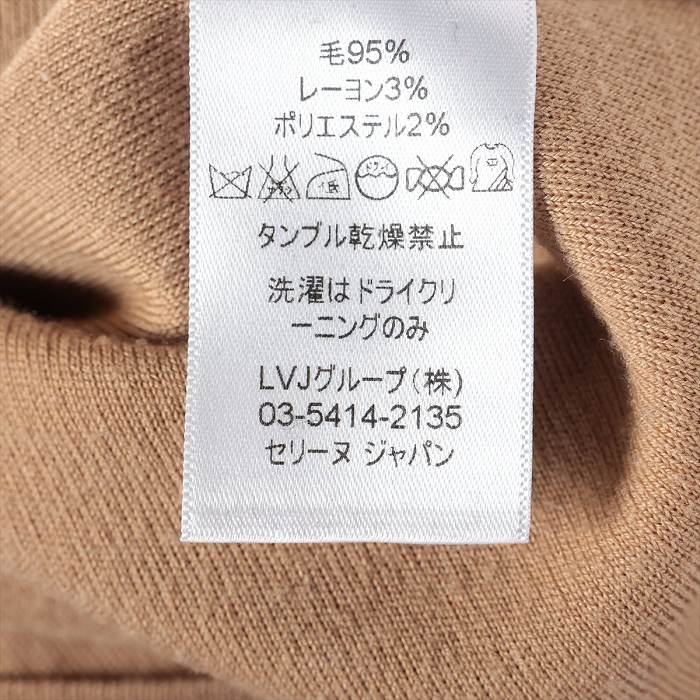 毛95%
レーヨン3%
ポリエステル2%
低
タンブル乾燥禁止
洗濯はドライクリ
ーニングのみ
LVJグループ(株)
03-5414-2135
セリーヌ ジャパン